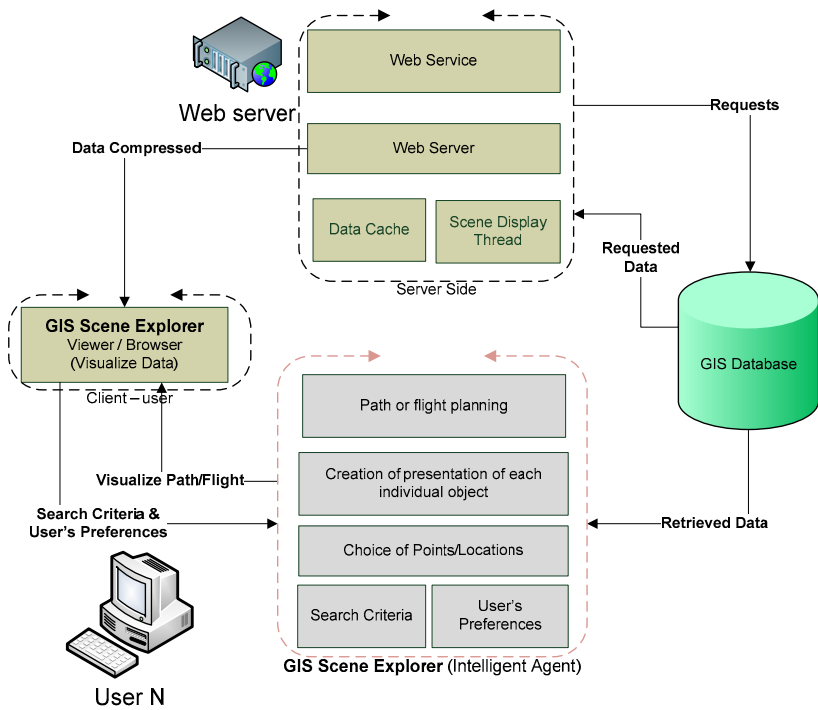 Web Service
Web server
Requests
Data Compressed
Web Server
Data Cache
Scene Display
Thread
Requested
Data
Server Side
GIS Scene Explorer
Viewer / Browser
(Visualize Data)
Client – user
GIS Database
Path or flight planning
Visualize Path/Flight
Creation of presentation of each
individual object
Search Criteria &
User's Preferences
Retrieved Data
Choice of Points/Locations
Search Criteria
User's
Preferences
GIS Scene Explorer (Intelligent Agent)
User N